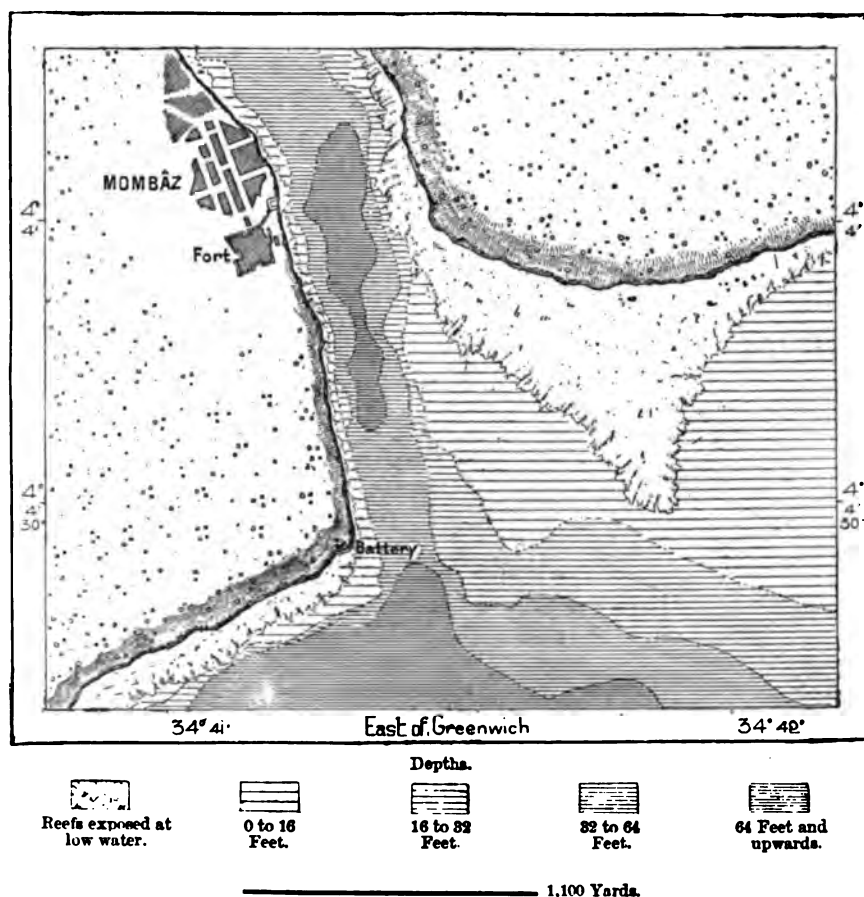 MOMBÂZ
Fort
4°
4'
4°
4'
4°
4'
30"
4°
4'
30"
Battery
34° 41'
East of Greenwich
34° 42'
Depths.
Reefs exposed at
low water.
0 to 16
Feet.
16 to 32
Feet.
32 to 64
Feet.
64 Feet and
upwards.
1,100 Yards.